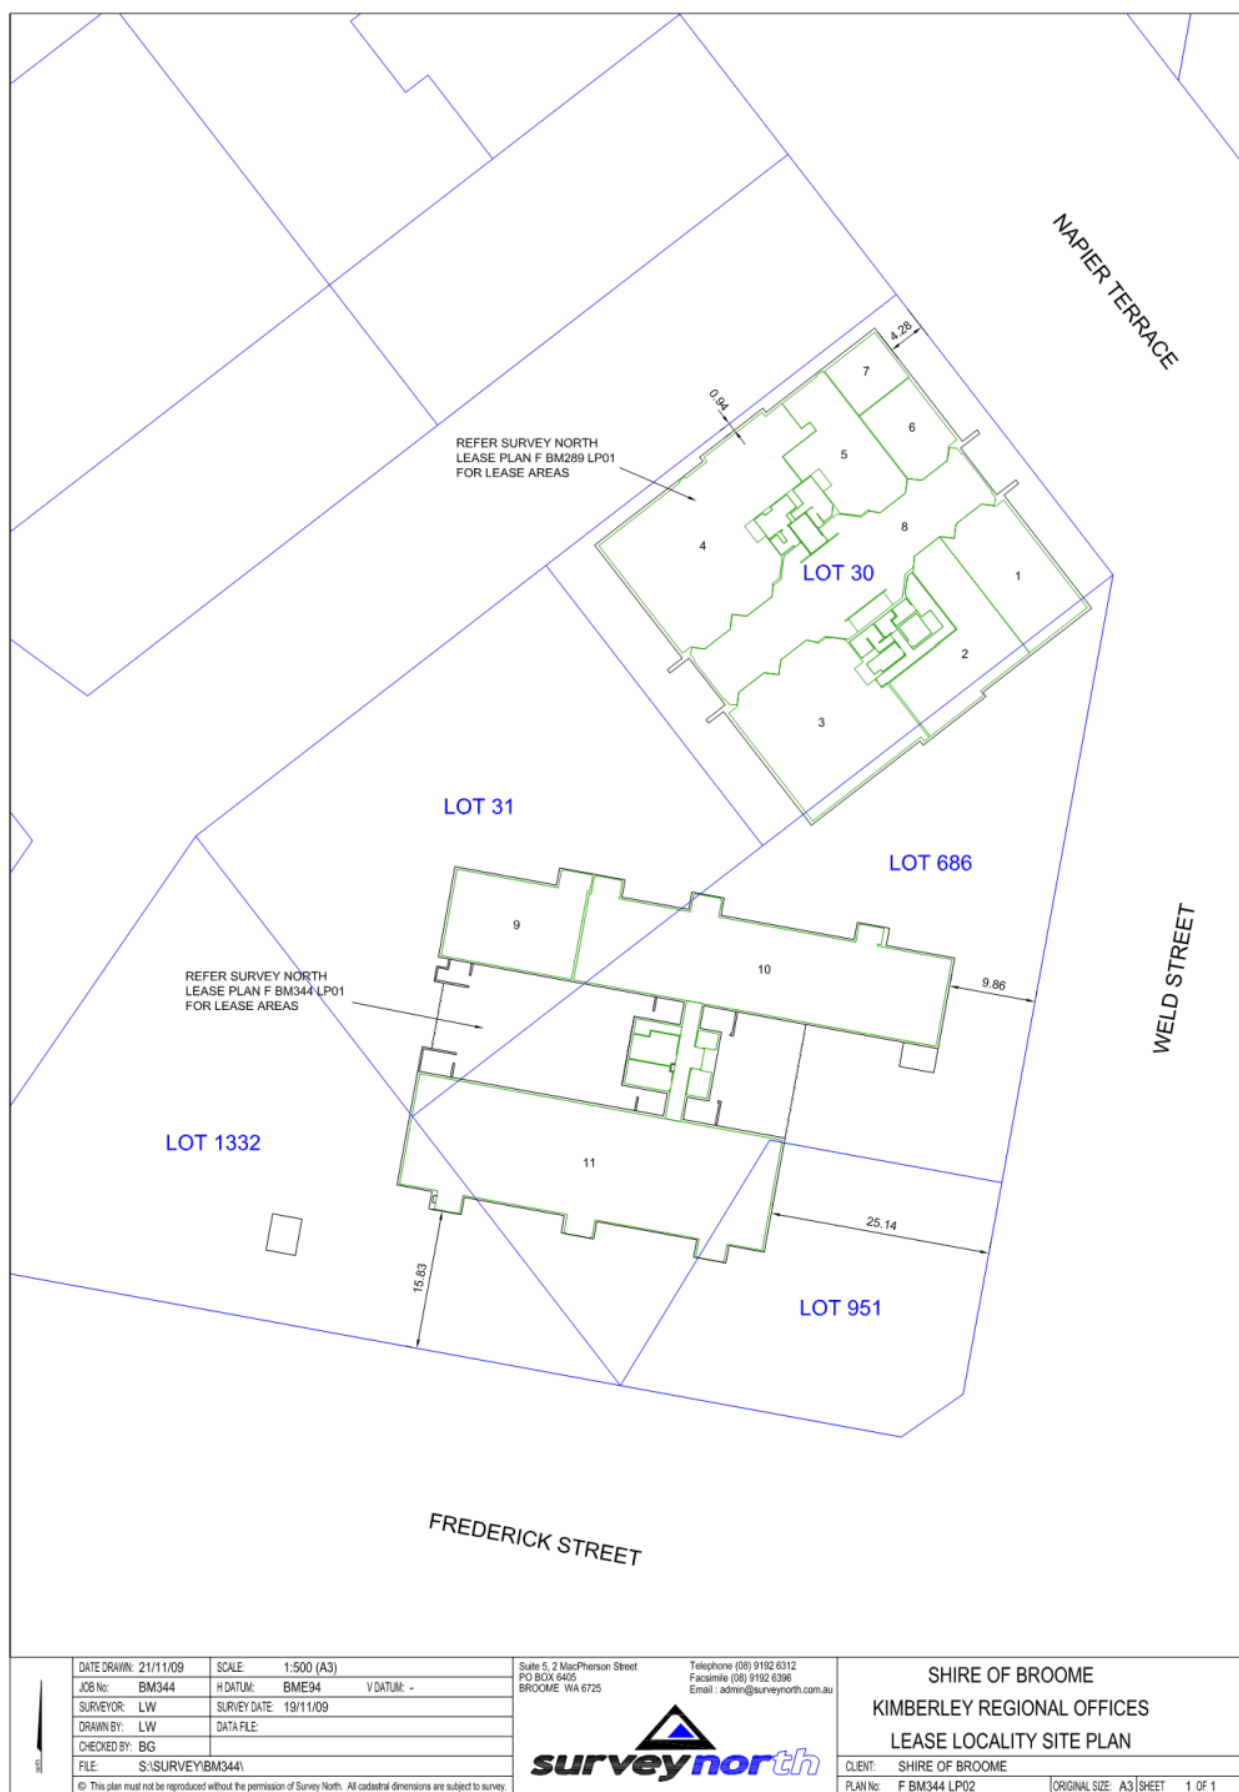 NAPIER TERRACE
4.28
7
0.94
6
REFER SURVEY NORTH
LEASE PLAN F BM289 LP01
FOR LEASE AREAS
5
8
4
LOT 30
1
2
3
LOT 31
LOT 686
WELD STREET
9
10
REFER SURVEY NORTH
LEASE PLAN F BM344 LP01
FOR LEASE AREAS
9.86
LOT 1332
11
25.14
15.83
LOT 951
FREDERICK STREET
DATE DRAWN: 21/11/09 SCALE: 1:500 (A3)
JOB No: BM344 H DATUM: BME94 V DATUM: -
SURVEYOR: LW SURVEY DATE: 19/11/09
DRAWN BY: LW DATA FILE:
CHECKED BY: BG
FILE: S:\SURVEY\BM344\
© This plan must not be reproduced without the permission of Survey North. All cadastral dimensions are subject to survey.
Suite 5, 2 MacPherson Street
PO BOX 6405
BROOME WA 6725
Telephone (08) 9192 6312
Facsimile (08) 9192 6396
Email : admin@surveynorth.com.au
surveynorth
SHIRE OF BROOME
KIMBERLEY REGIONAL OFFICES
LEASE LOCALITY SITE PLAN
CLIENT: SHIRE OF BROOME
PLAN No: F BM344 LP02 ORIGINAL SIZE: A3 SHEET 1 OF 1